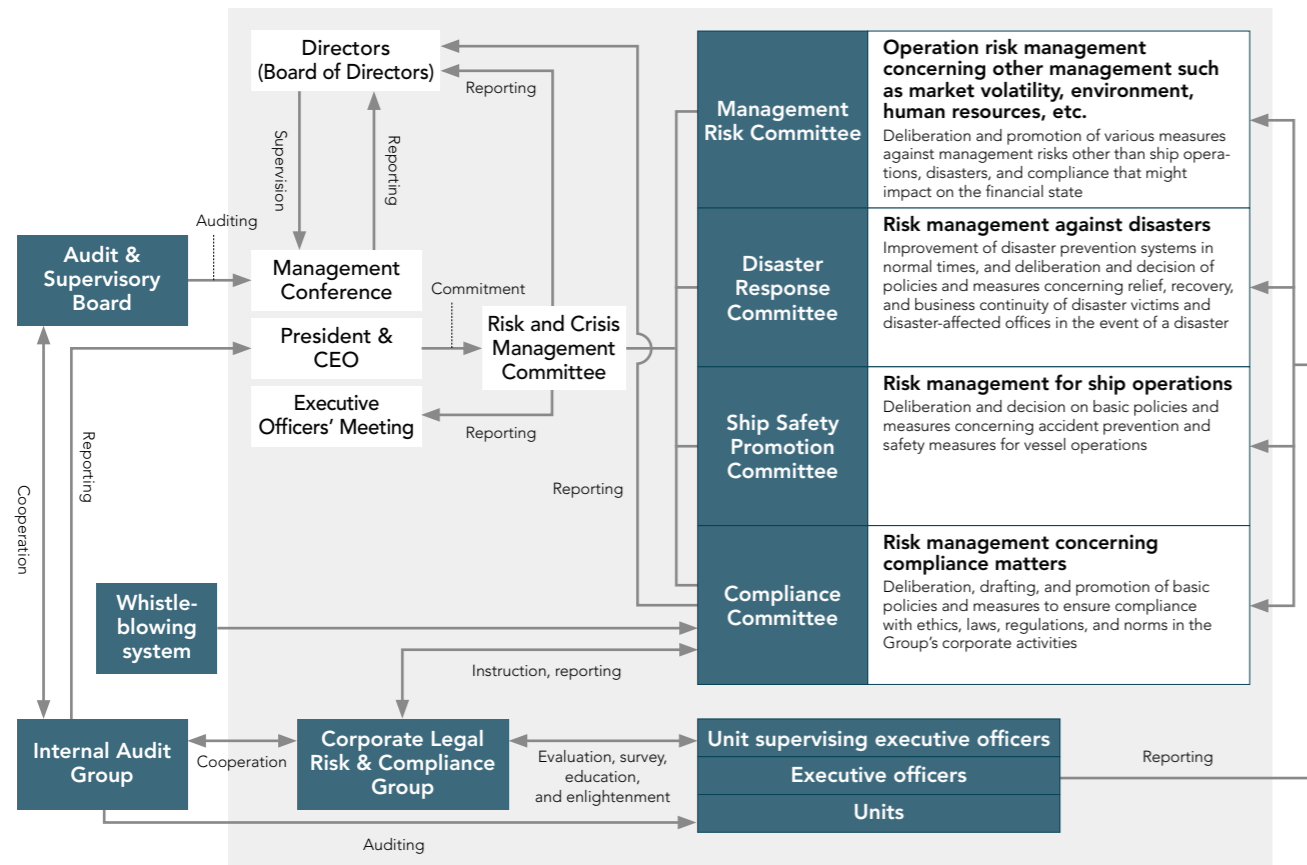 Directors
(Board of Directors)
Reporting
Supervision
Reporting
Auditing
Audit &
Supervisory
Board
Management
Conference
Commitment
President &
CEO
Risk and Crisis
Management
Committee
Executive
Officers’ Meeting
Reporting
Reporting
Reporting
Cooperation
Management
Risk Committee
Operation risk management
concerning other management such
as market volatility, environment,
human resources, etc.
Deliberation and promotion of various measures
against management risks other than ship opera-
tions, disasters, and compliance that might
impact on the financial state
Disaster
Response
Committee
Risk management against disasters
Improvement of disaster prevention systems in
normal times, and deliberation and decision of
policies and measures concerning relief, recovery,
and business continuity of disaster victims and
disaster-affected offices in the event of a disaster
Ship Safety
Promotion
Committee
Risk management for ship operations
Deliberation and decision on basic policies and
measures concerning accident prevention and
safety measures for vessel operations
Compliance
Committee
Risk management concerning
compliance matters
Deliberation, drafting, and promotion of basic
policies and measures to ensure compliance
with ethics, laws, regulations, and norms in the
Group’s corporate activities
Whistle-
blowing
system
Instruction, reporting
Internal Audit
Group
Cooperation
Corporate Legal
Risk & Compliance
Group
Evaluation, survey,
education,
and enlightenment
Unit supervising executive officers
Executive officers
Units
Reporting
Auditing